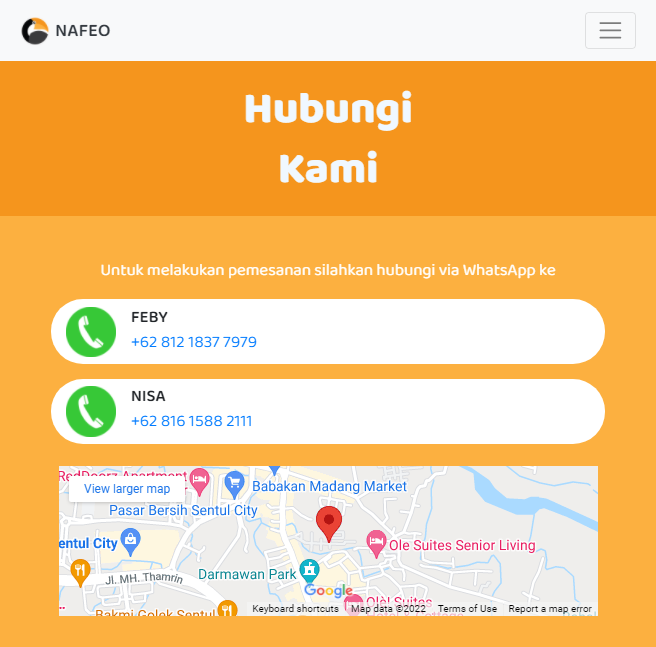 NAFEO
Hubungi
Kami
Untuk melakukan pemesanan silahkan hubungi via WhatsApp ke
FEBY
+62 812 1837 7979
NISA
+62 816 1588 2111
RedDoorz Apartment
View larger map
Babakan Madang Market
Pasar Bersih Sentul City
entul City
Ole Suites Senior Living
Darmawan Park
Jl. MH. Thamrin
Google
Olèl Suites
Keyboard shortcuts
Map data ©2022
Terms of Use
Report a map error
Bakmi Golek Sentul